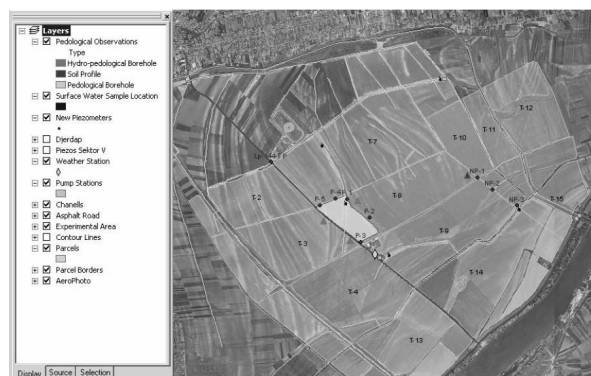 Layers
Pedological Observations
Type
Hydro-pedological Borehole
Soil Profile
Pedological Borehole
Surface Water Sample Location
New Piezometers
Djerdap
Piezos Sektor V
Weather Station
Pump Stations
Chanells
Asphalt Road
Experimental Area
Contour Lines
Parcels
Parcel Borders
AeroPhoto
Display Source Selection
T-12
T-11
T-10
T-7
NP-1
NP-2
P-4
P-5
T-2
T-8
T-15
P-2
NP-3
P-3
T-3
T-9
T-14
T-4
T-13